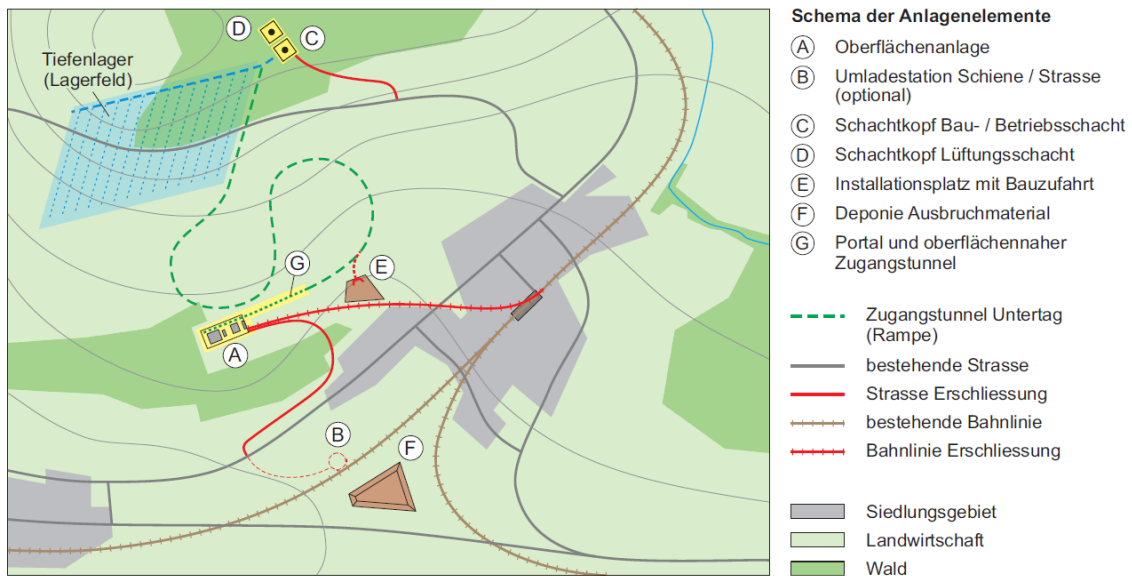 D
C
Tiefenlager
(Lagerfeld)
G
E
A
B
F
Schema der Anlagenelemente
A Oberflächenanlage
B Umladestation Schiene / Strasse
(optional)
C Schachtkopf Bau- / Betriebsschacht
D Schachtkopf Lüftungsschacht
E Installationsplatz mit Bauzufahrt
F Deponie Ausbruchmaterial
G Portal und oberflächennaher
Zugangstunnel
Zugangstunnel Untertag
(Rampe)
bestehende Strasse
Strasse Erschliessung
bestehende Bahnlinie
Bahnlinie Erschliessung
Siedlungsgebiet
Landwirtschaft
Wald